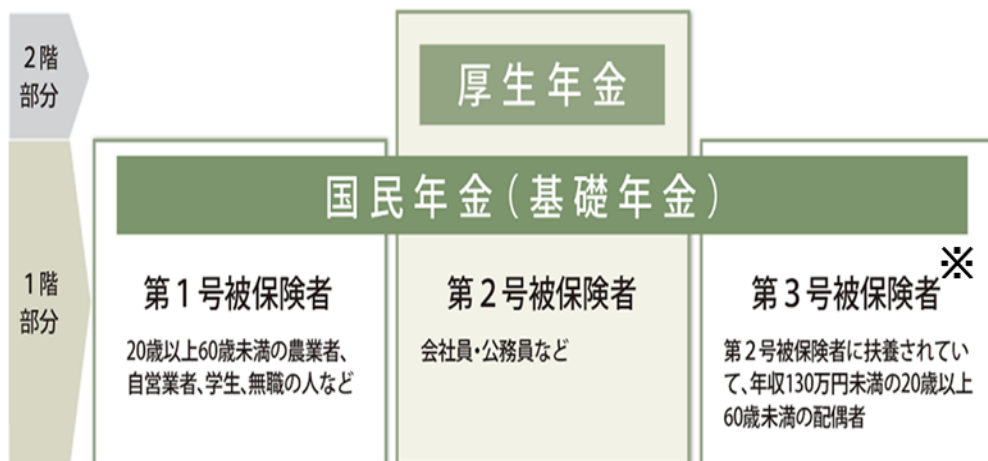 2階
部分
厚生年金
国民年金(基礎年金)
1階
部分
第1号被保険者
20歳以上60歳未満の農業者、
自営業者、学生、無職の人など
第2号被保険者
会社員・公務員など
第3号被保険者※
第2号被保険者に扶養されてい
て、年収130万円未満の20歳以上
60歳未満の配偶者